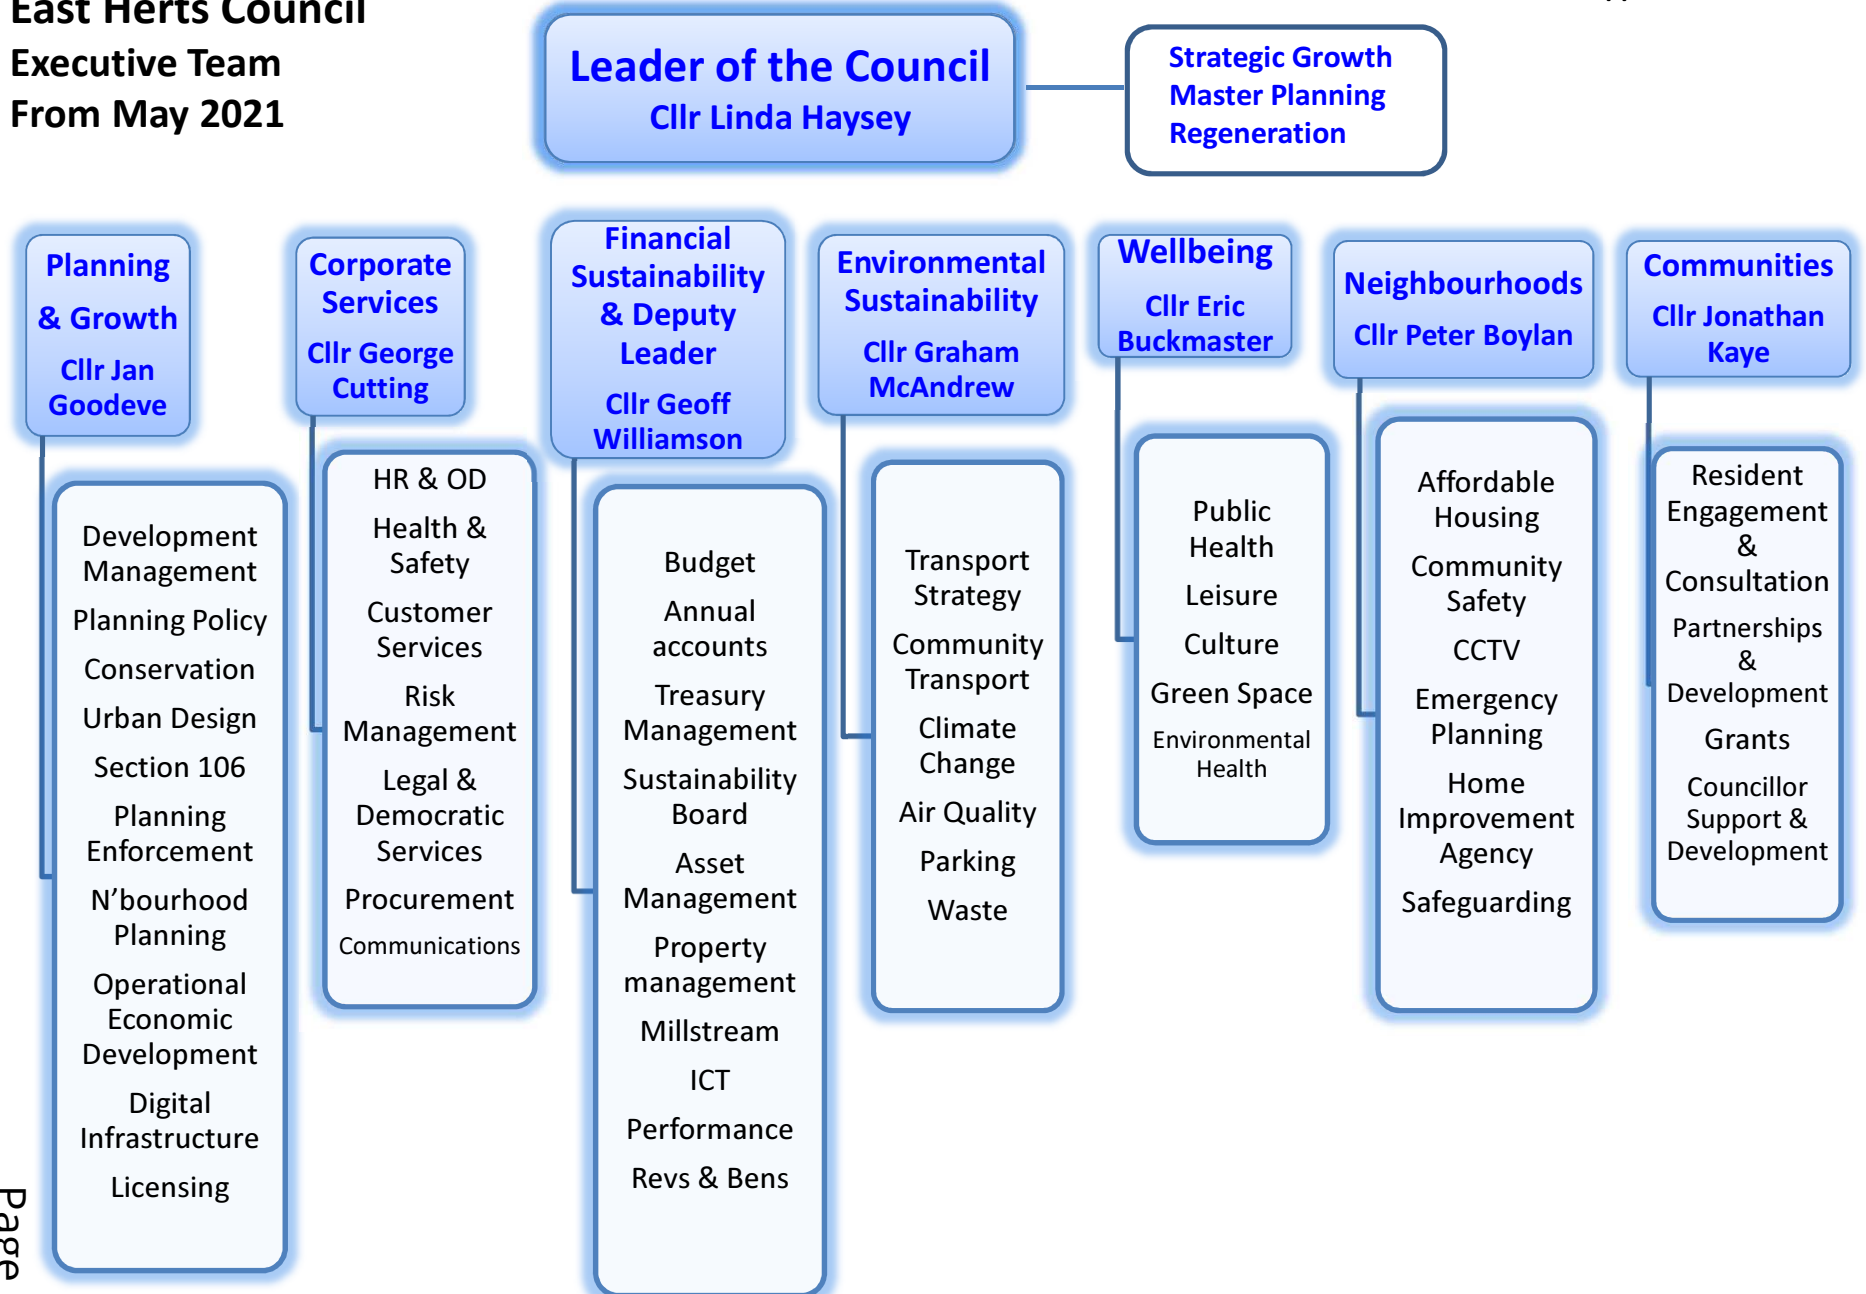 East Herts Council
Executive Team
From May 2021
Leader of the Council
Cllr Linda Haysey
Strategic Growth
Master Planning
Regeneration
Planning
& Growth
Cllr Jan
Goodeve
Development
Management
Planning Policy
Conservation
Urban Design
Section 106
Planning
Enforcement
N’bourhood
Planning
Operational
Economic
Development
Digital
Infrastructure
Licensing
Corporate
Services
Cllr George
Cutting
HR & OD
Health &
Safety
Customer
Services
Risk
Management
Legal &
Democratic
Services
Procurement
Communications
Financial
Sustainability
& Deputy
Leader
Cllr Geoff
Williamson
Budget
Annual
accounts
Treasury
Management
Sustainability
Board
Asset
Management
Property
management
Millstream
ICT
Performance
Revs & Bens
Environmental
Sustainability
Cllr Graham
McAndrew
Transport
Strategy
Community
Transport
Climate
Change
Air Quality
Parking
Waste
Wellbeing
Cllr Eric
Buckmaster
Public
Health
Leisure
Culture
Green Space
Environmental
Health
Neighbourhoods
Cllr Peter Boylan
Affordable
Housing
Community
Safety
CCTV
Emergency
Planning
Home
Improvement
Agency
Safeguarding
Communities
Cllr Jonathan
Kaye
Resident
Engagement
&
Consultation
Partnerships
&
Development
Grants
Councillor
Support &
Development
Page